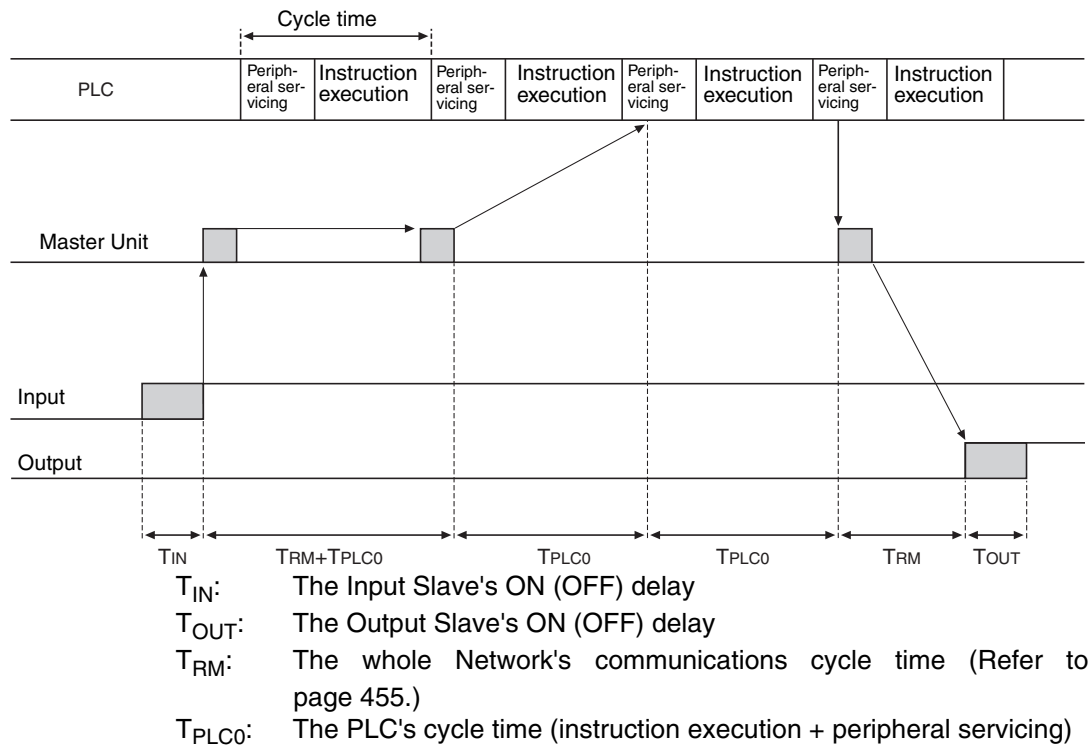 Cycle time
PLC
Periph-
eral ser-
vicing
Instruction
execution
Periph-
eral ser-
vicing
Instruction
execution
Periph-
eral ser-
vicing
Instruction
execution
Periph-
eral ser-
vicing
Instruction
execution
Master Unit
Input
Output
TIN
TRM+TPLC0
TPLC0
TPLC0
TRM
TOUT
TIN: The Input Slave's ON (OFF) delay
TOUT: The Output Slave's ON (OFF) delay
TRM: The whole Network's communications cycle time (Refer to
page 455.)
TPLC0: The PLC's cycle time (instruction execution + peripheral servicing)